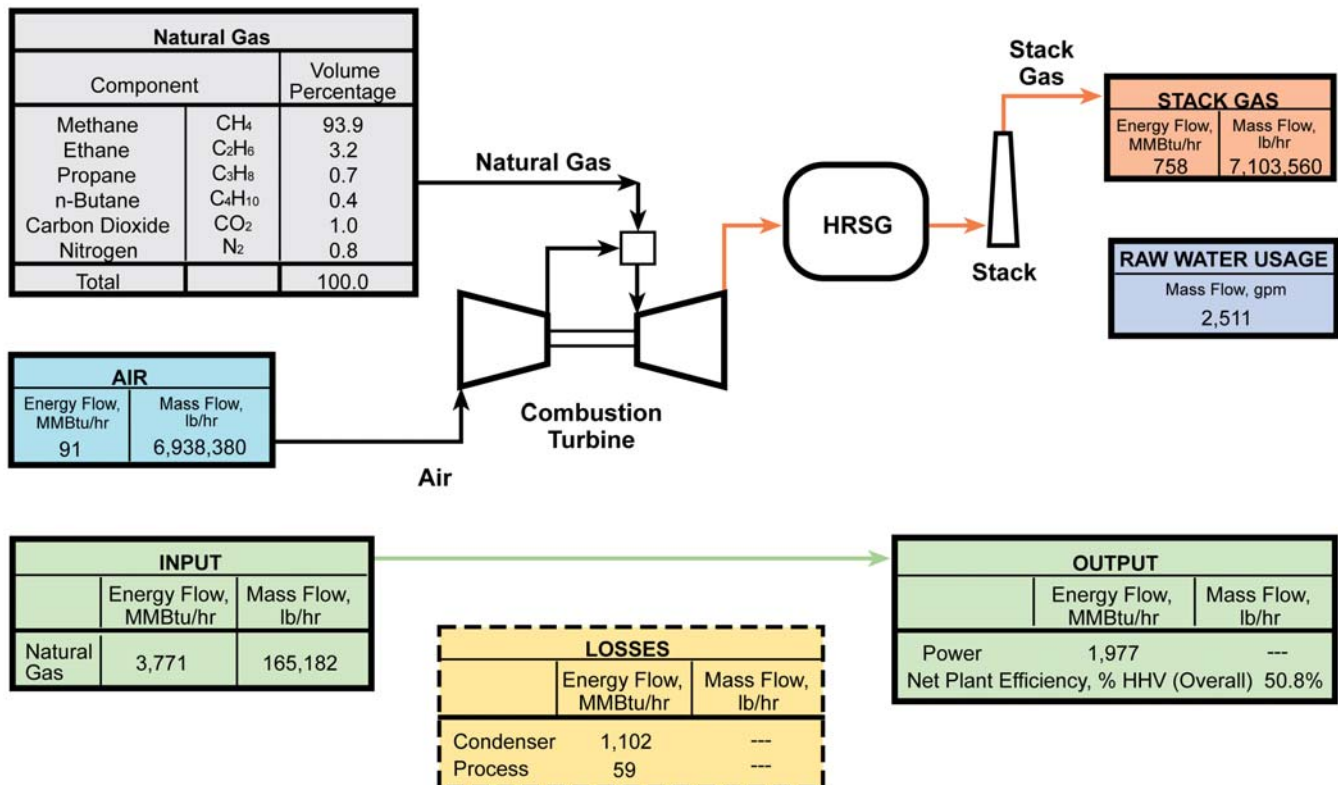 Natural Gas
Component Volume Percentage
Methane CH₄ 93.9
Ethane C₂H₆ 3.2
Propane C₃H₈ 0.7
n-Butane C₄H₁₀ 0.4
Carbon Dioxide CO₂ 1.0
Nitrogen N₂ 0.8
Total 100.0
Natural Gas
Stack
Gas
STACK GAS
Energy Flow, Mass Flow,
MMBtu/hr lb/hr
758 7,103,560
HRSG
Stack
RAW WATER USAGE
Mass Flow, gpm
2,511
AIR
Energy Flow, Mass Flow,
MMBtu/hr lb/hr
91 6,938,380
Combustion
Turbine
Air
INPUT
Energy Flow, Mass Flow,
MMBtu/hr lb/hr
Natural
Gas 3,771 165,182
LOSSES
Energy Flow, Mass Flow,
MMBtu/hr lb/hr
Condenser 1,102 ---
Process 59 ---
OUTPUT
Energy Flow, Mass Flow,
MMBtu/hr lb/hr
Power 1,977 ---
Net Plant Efficiency, % HHV (Overall) 50.8%